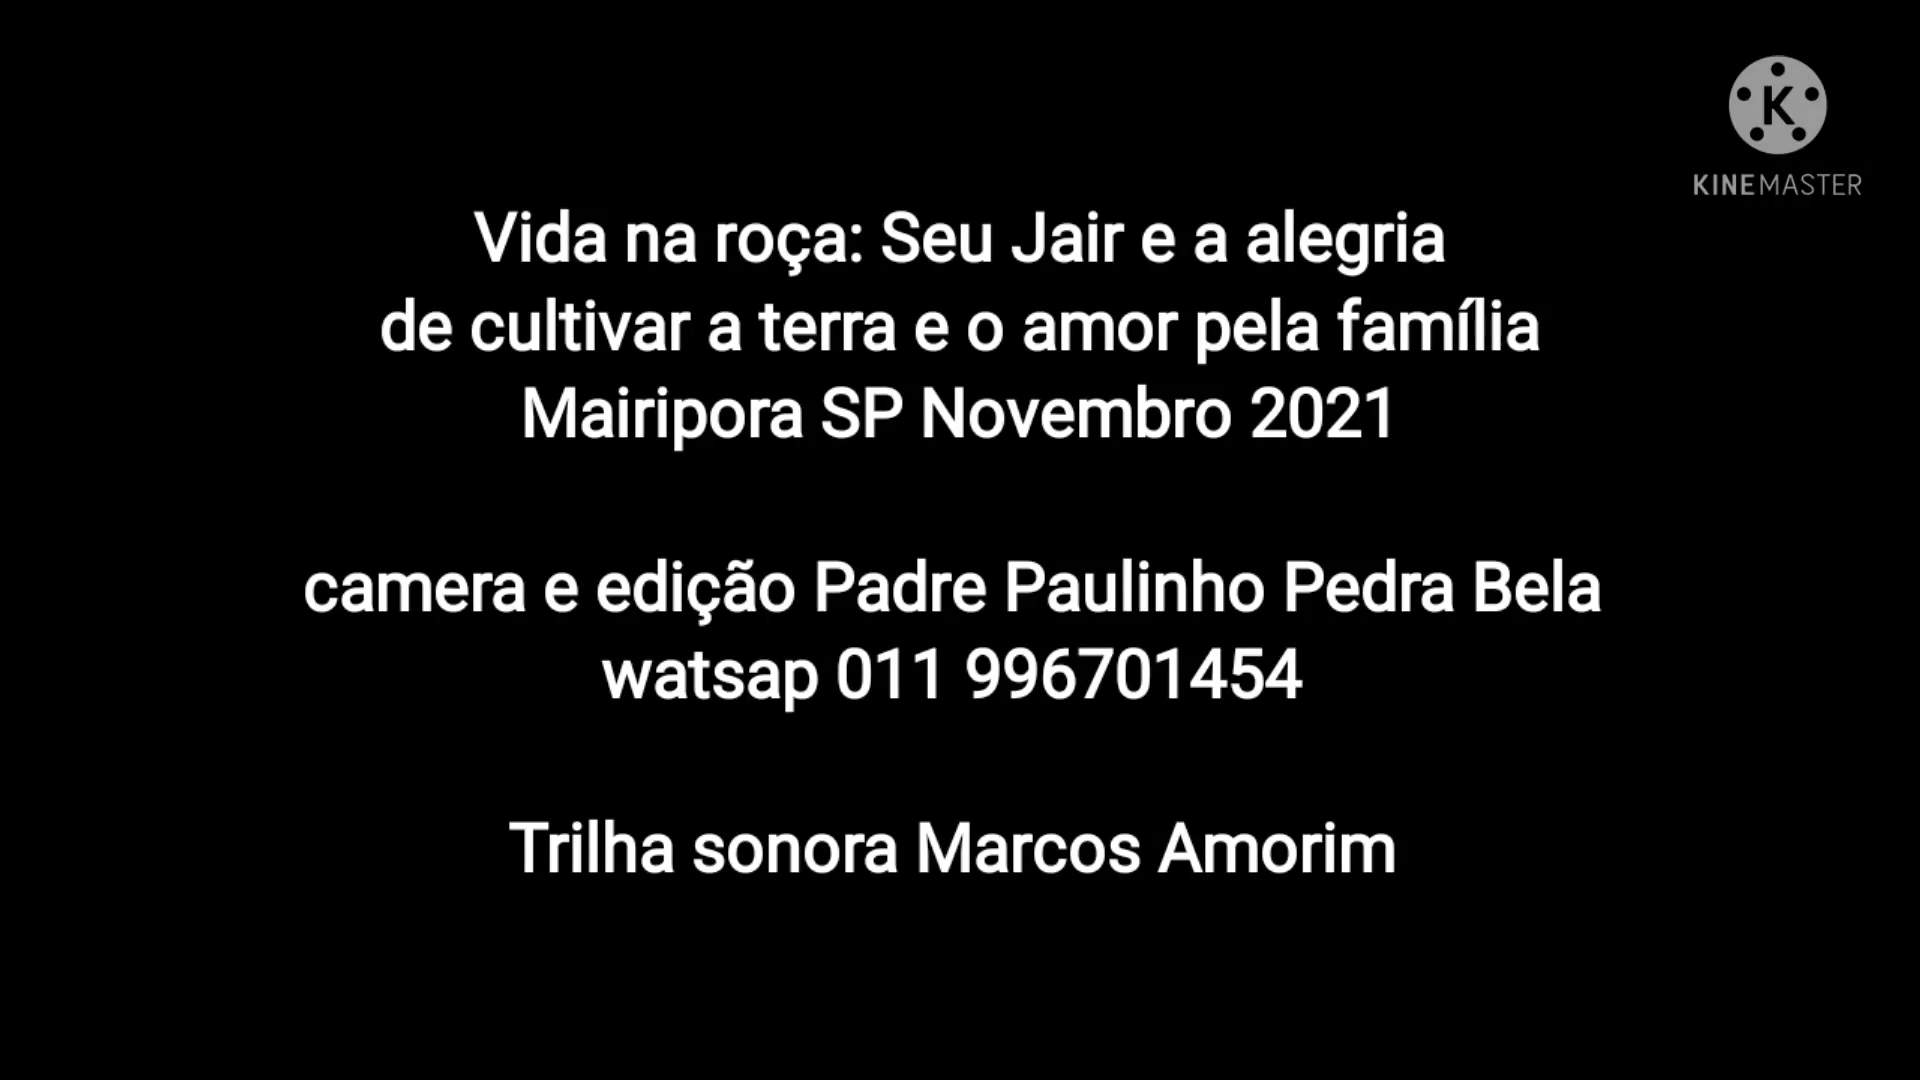 KINEMASTER
Vida na roça: Seu Jair e a alegria
de cultivar a terra e o amor pela família
Mairipora SP Novembro 2021
camera e edição Padre Paulinho Pedra Bela
watsap 011 996701454
Trilha sonora Marcos Amorim